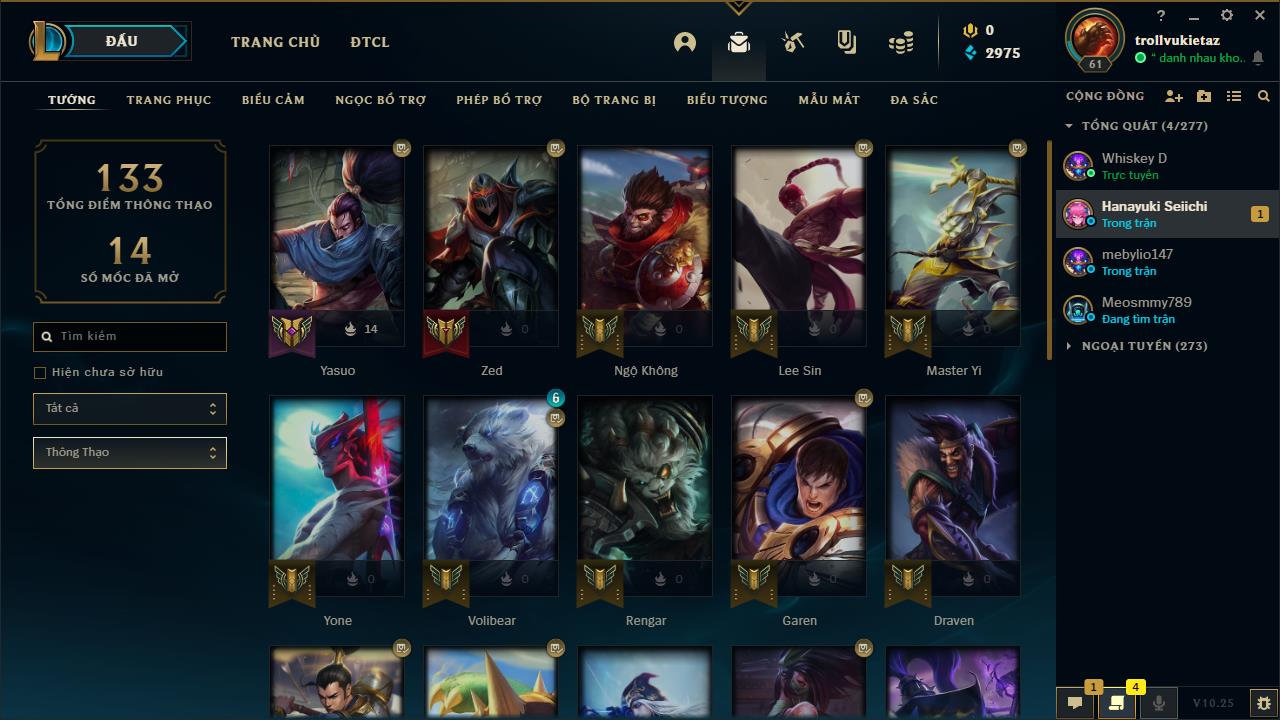 ĐẤU
TRANG CHỦ
ĐTCL
0
2975
?
61
trollvukietaz
“ danh nhau kho..
TƯỚNG
TRANG PHỤC
BIỂU CẢM
NGỌC BỔ TRỢ
PHÉP BỔ TRỢ
BỘ TRANG BỊ
BIỂU TƯỢNG
MẪU MẮT
ĐA SẮC
CỘNG ĐỒNG
TỔNG QUÁT (4/277)
Whiskey D
Trực tuyến
Hanayuki Seiichi
Trong trận
1
mebylio147
Trong trận
Meosmmy789
Đang tìm trận
NGOẠI TUYẾN (273)
133
TỔNG ĐIỂM THÔNG THẠO
14
SỐ MỐC ĐÃ MỞ
Tìm kiếm
Hiện chưa sở hữu
Tất cả
Thông Thạo
14
0
0
0
0
Yasuo
Zed
Ngộ Không
Lee Sin
Master Yi
6
0
0
0
0
0
Yone
Volibear
Rengar
Garen
Draven
1
4
V10.25